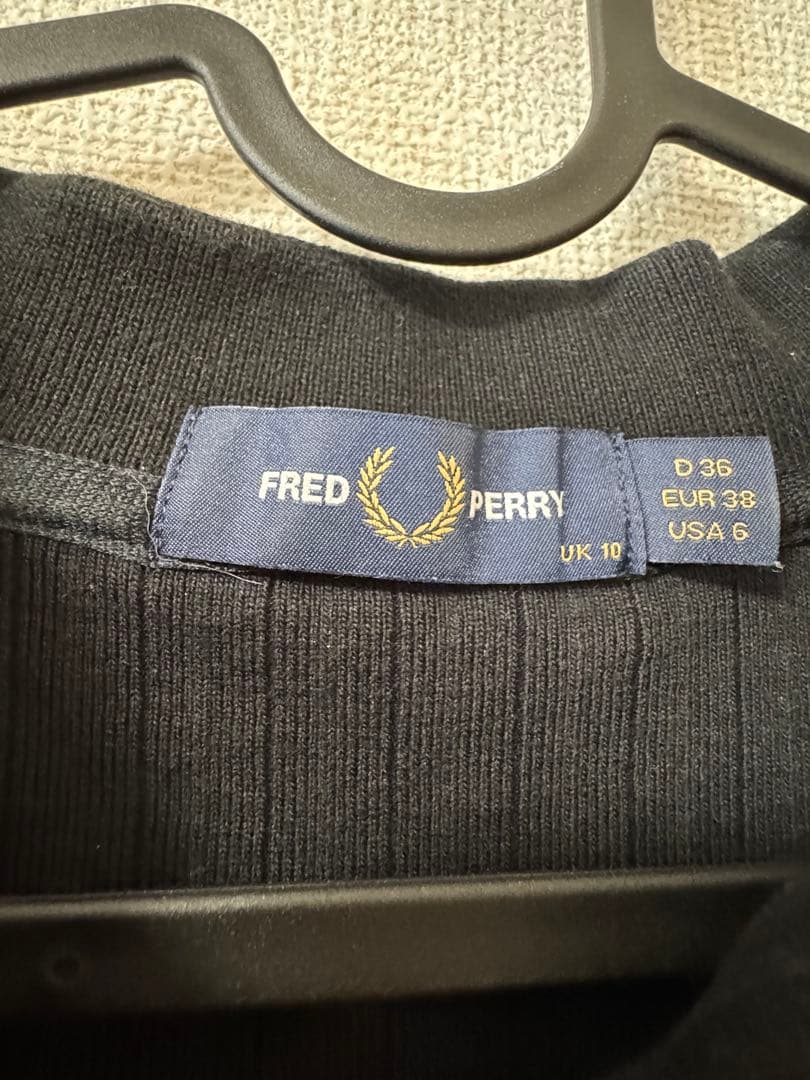 FRED PERRY
UK 10
D 36
EUR 38
USA 6